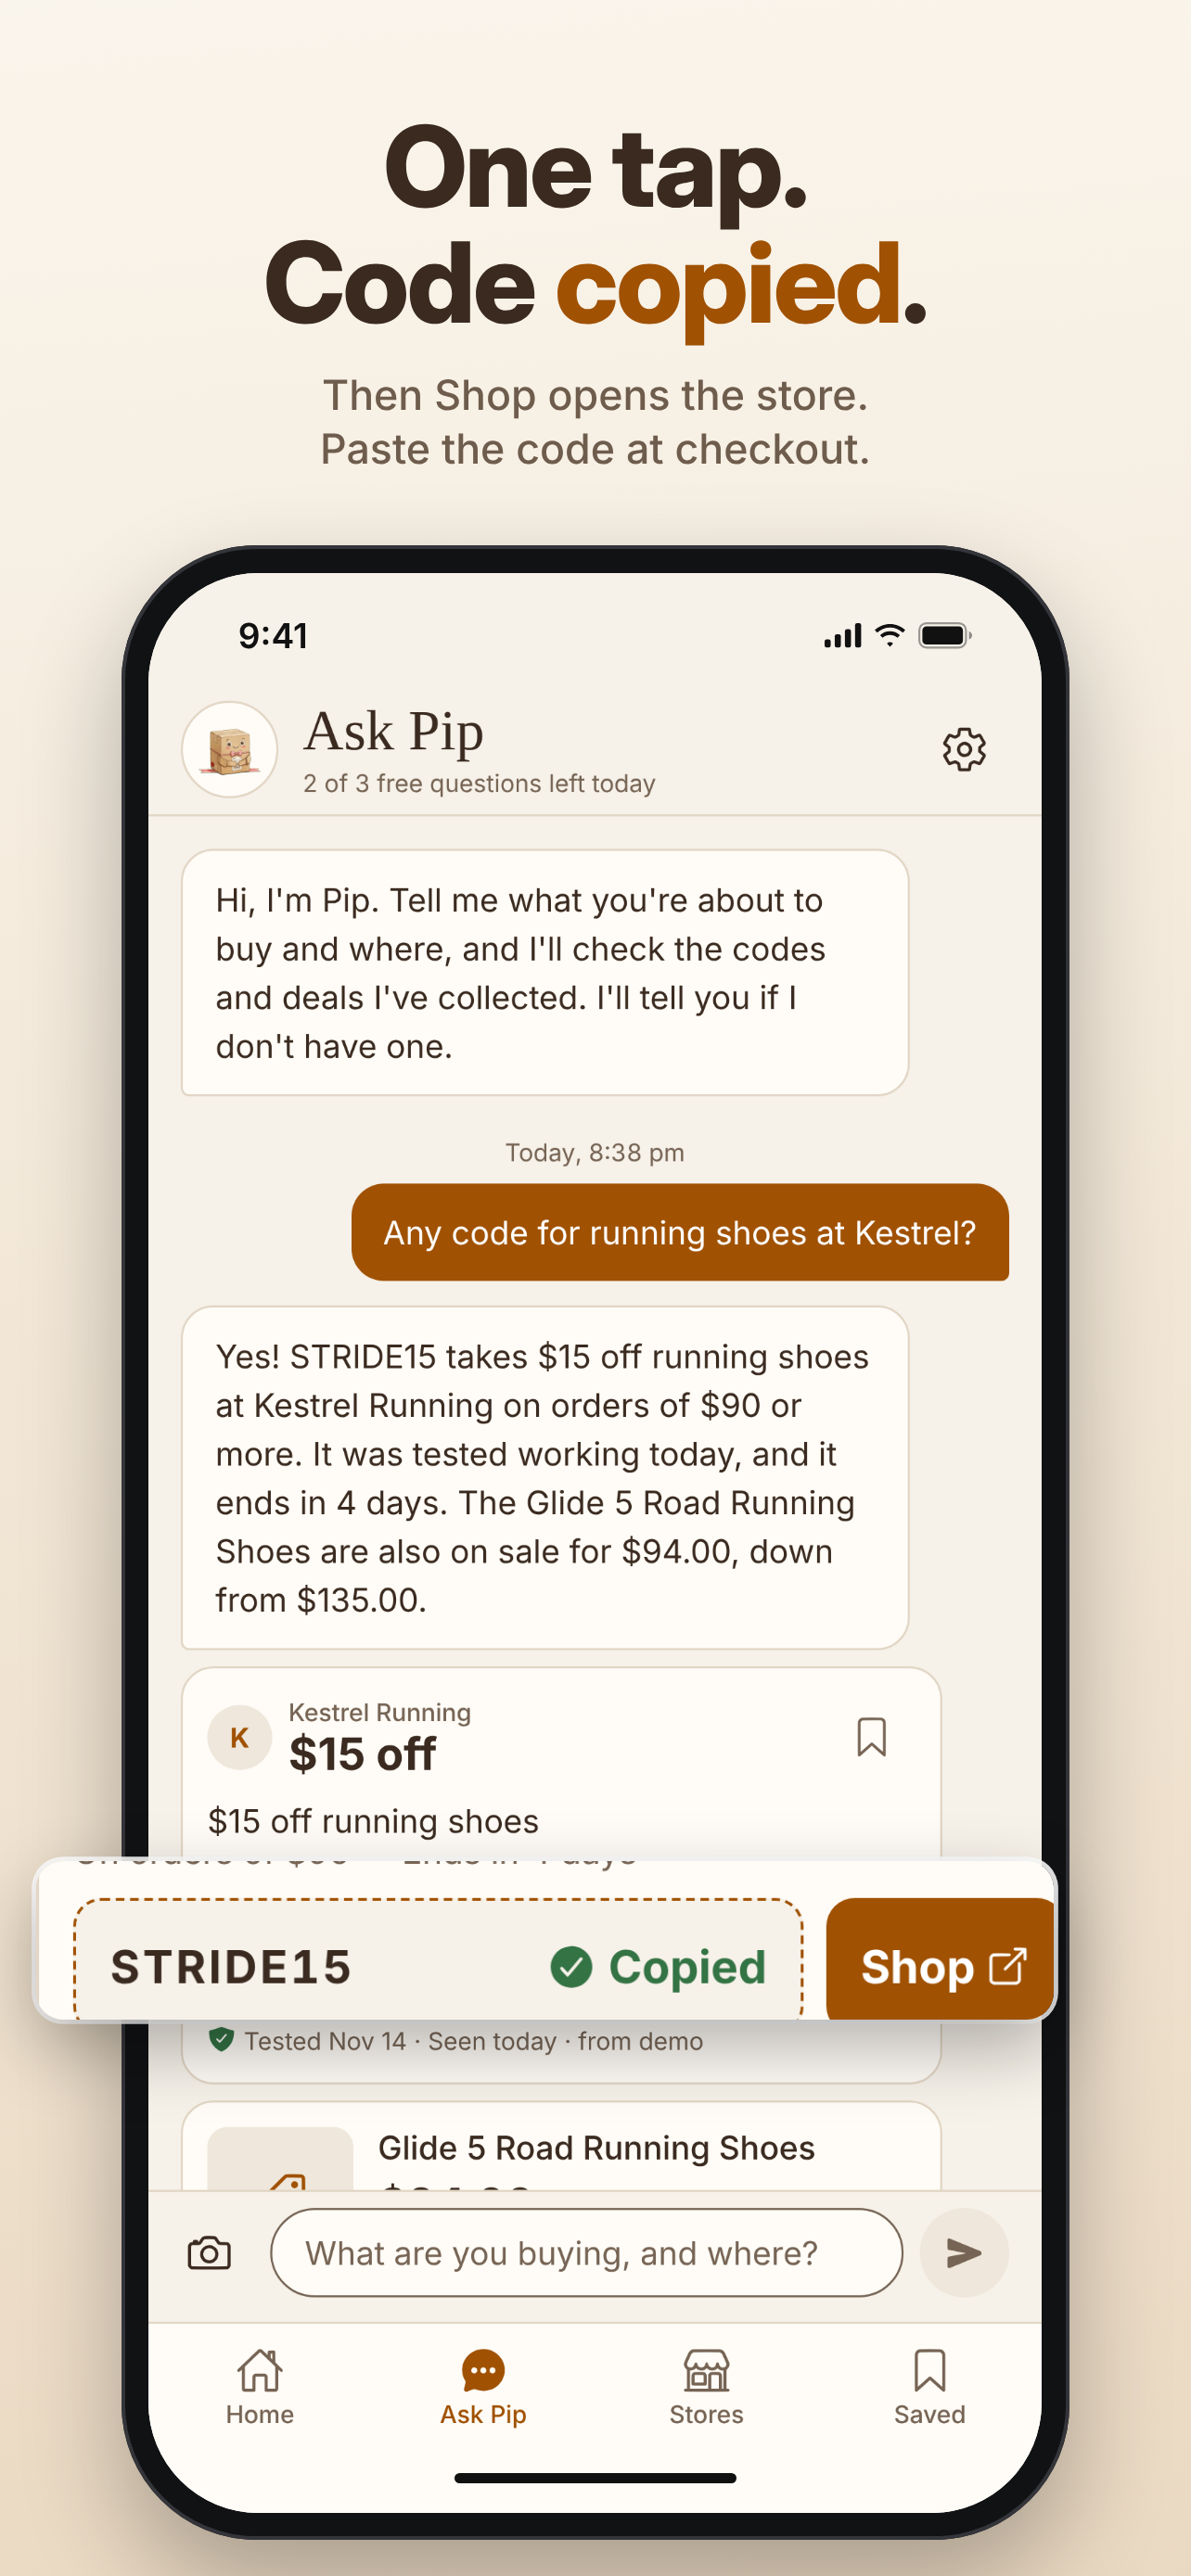 One tap.
Code copied.
Then Shop opens the store.
Paste the code at checkout.
9:41
Ask Pip
2 of 3 free questions left today
Hi, I'm Pip. Tell me what you're about to
buy and where, and I'll check the codes
and deals I've collected. I'll tell you if I
don't have one.
Today, 8:38 pm
Any code for running shoes at Kestrel?
Yes! STRIDE15 takes $15 off running shoes
at Kestrel Running on orders of $90 or
more. It was tested working today, and it
ends in 4 days. The Glide 5 Road Running
Shoes are also on sale for $94.00, down
from $135.00.
K
Kestrel Running
$15 off
$15 off running shoes
STRIDE15
Copied
Shop
Tested Nov 14 · Seen today · from demo
Glide 5 Road Running Shoes
What are you buying, and where?
Home
Ask Pip
Stores
Saved